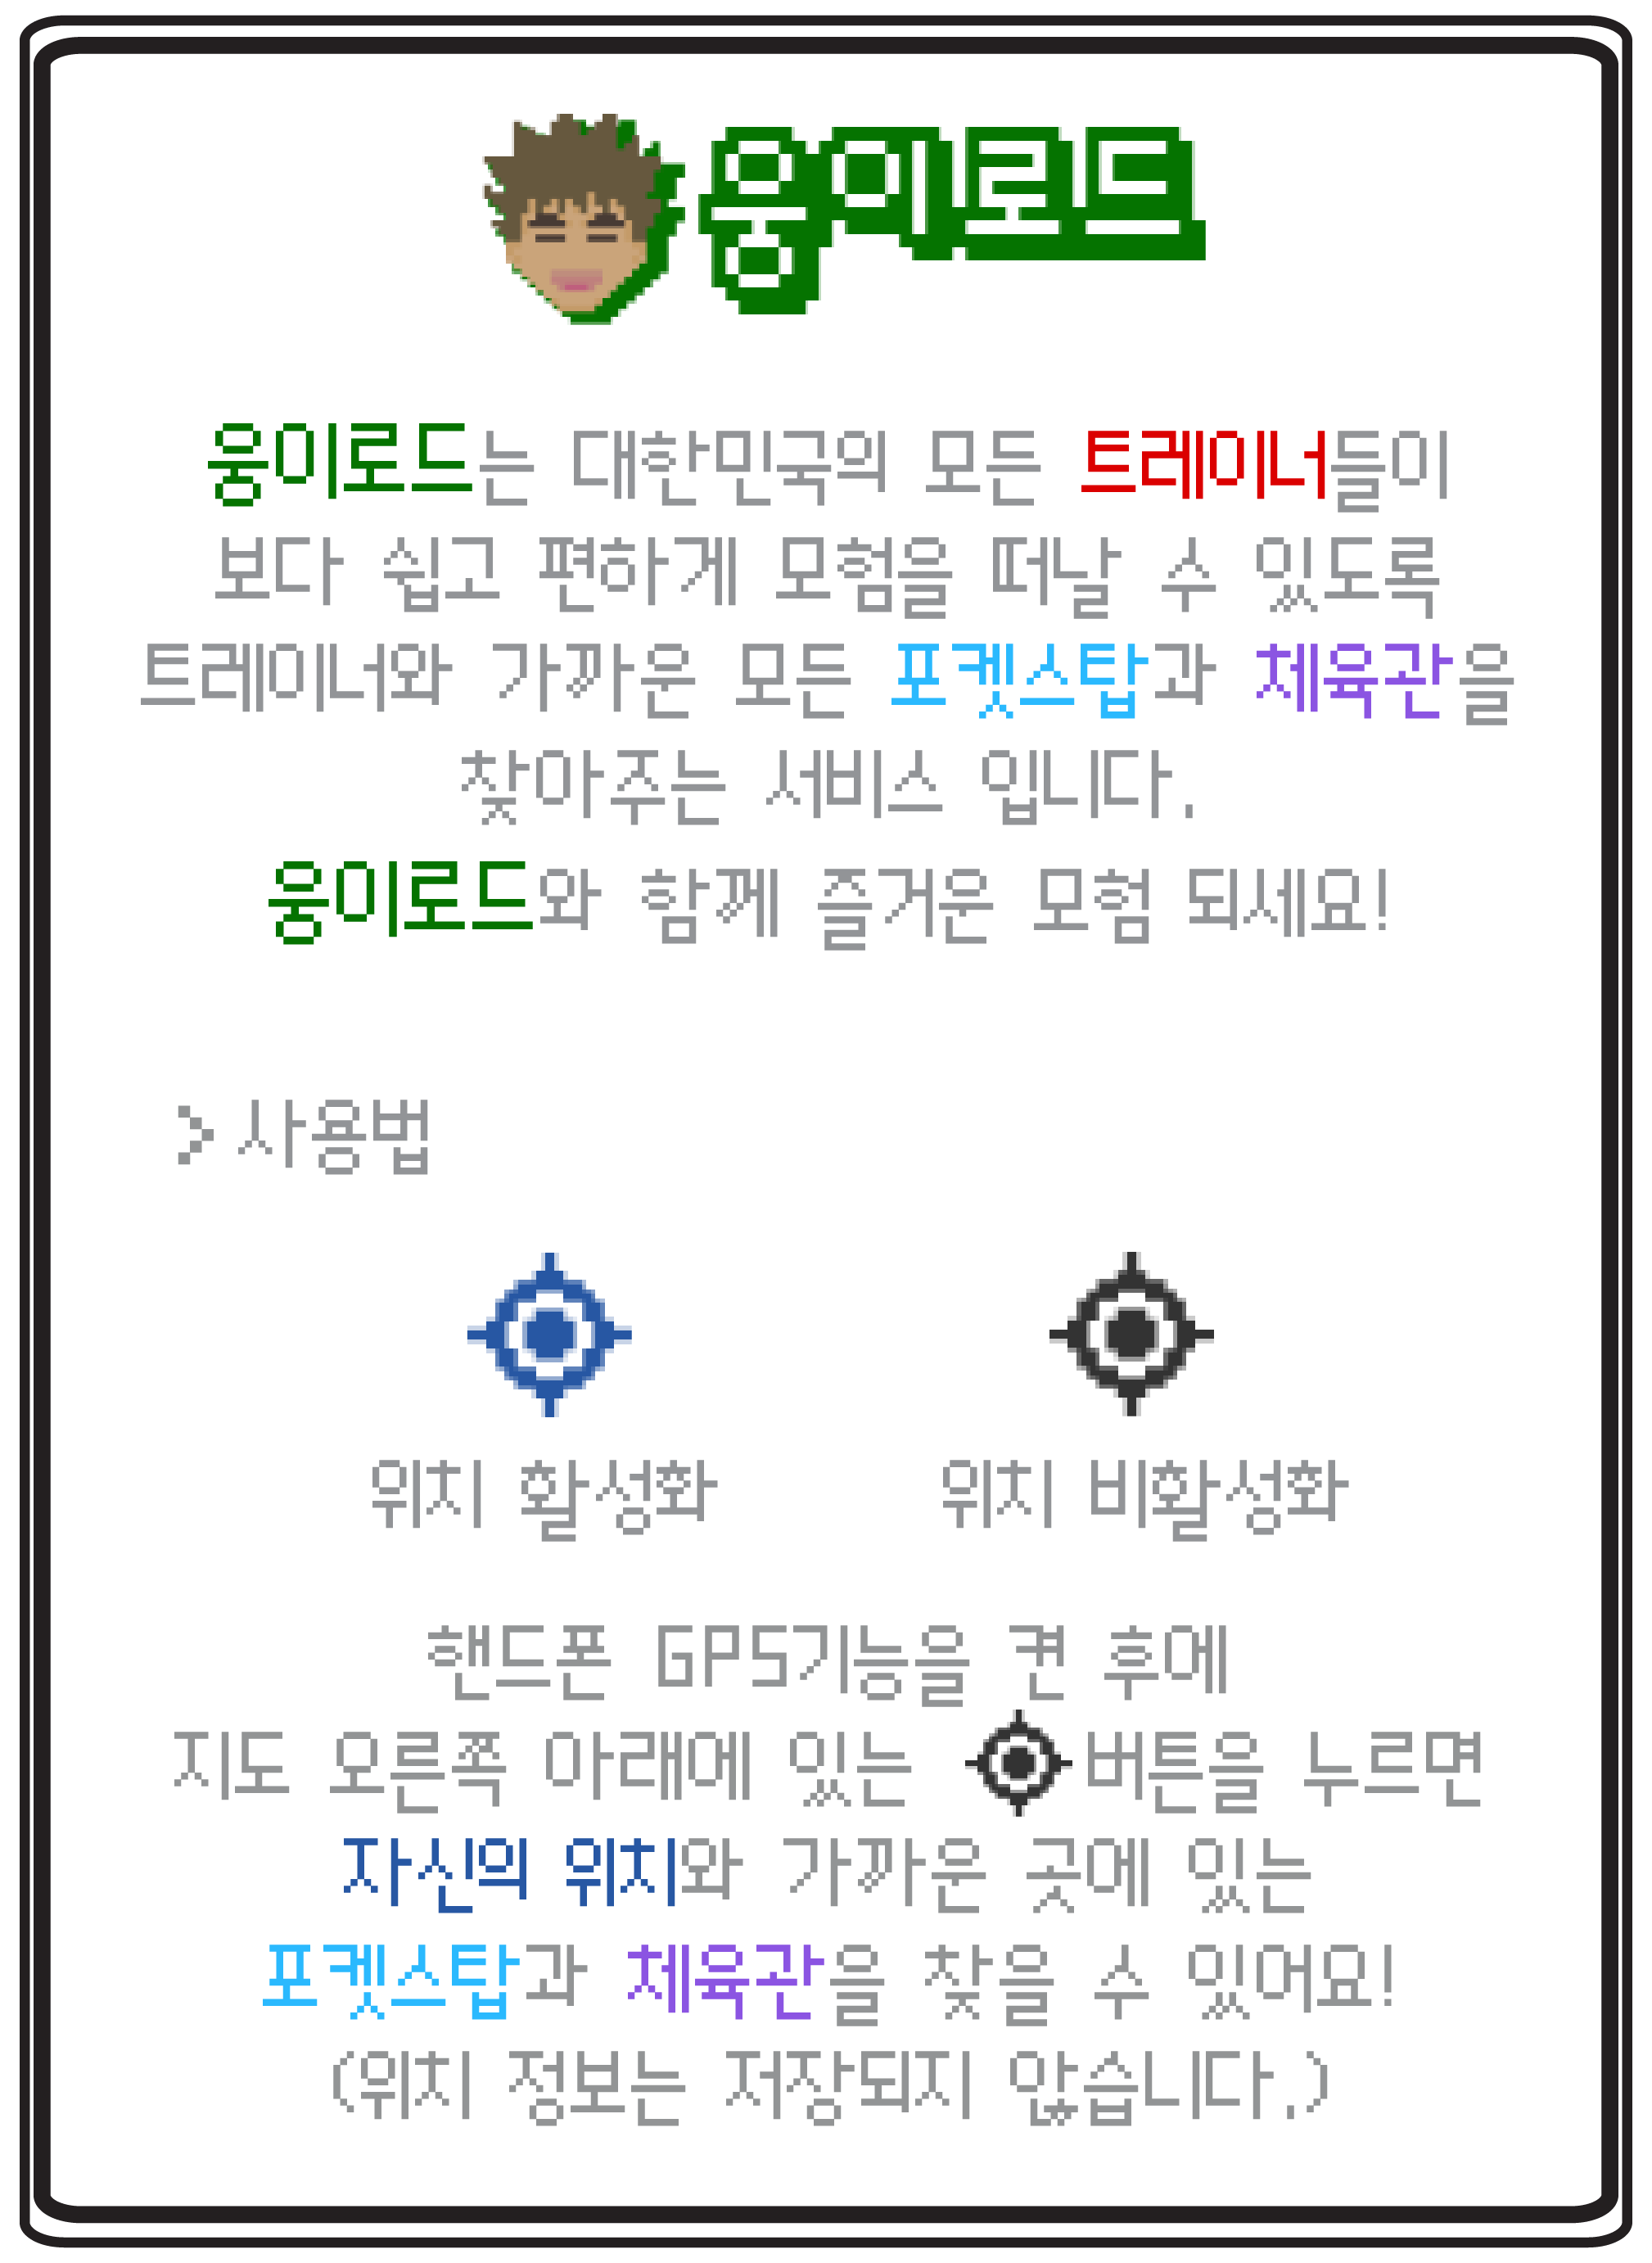 웅이로드
웅이로드는 대한민국의 모든 트레이너들이
보다 쉽고 편하게 모험을 떠날 수 있도록
트레이너와 가까운 모든 포켓스탑과 체육관을
찾아주는 서비스 입니다.
웅이로드와 함께 즐거운 모험 되세요!
> 사용법
위치 활성화 위치 비활성화
핸드폰 GPS기능을 켠 후에
지도 오른쪽 아래에 있는 버튼을 누르면
자신의 위치와 가까운 곳에 있는
포켓스탑과 체육관을 찾을 수 있어요!
(위치 정보는 저장되지 않습니다.)